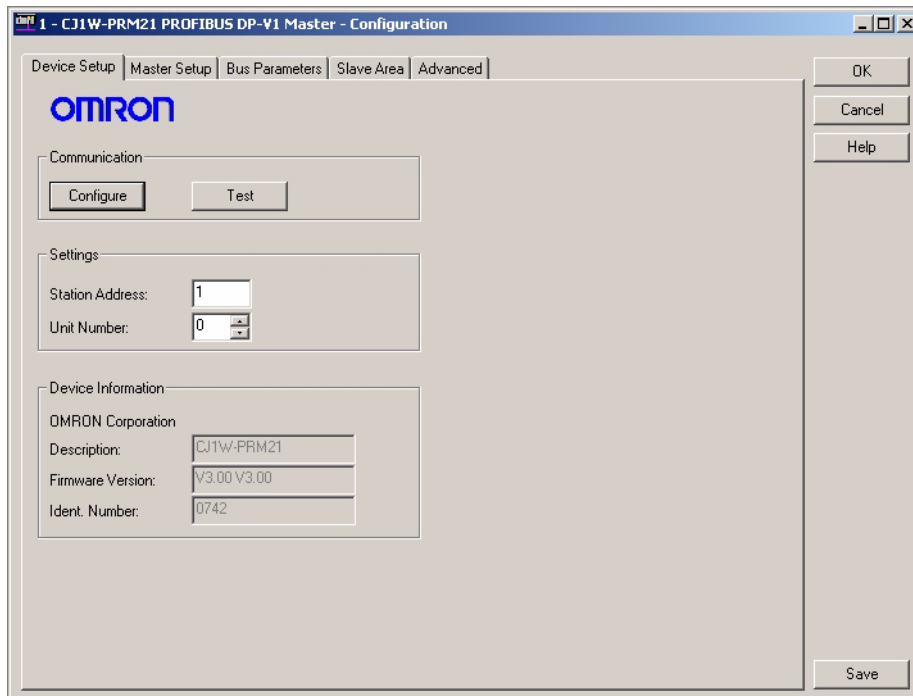 1 - CJ1W-PRM21 PROFIBUS DP-V1 Master - Configuration
Device Setup Master Setup Bus Parameters Slave Area Advanced
OMRON
OK
Cancel
Help
Communication
Configure Test
Settings
Station Address: 1
Unit Number: 0
Device Information
OMRON Corporation
Description: CJ1W-PRM21
Firmware Version: V3.00 V3.00
Ident. Number: 0742
Save